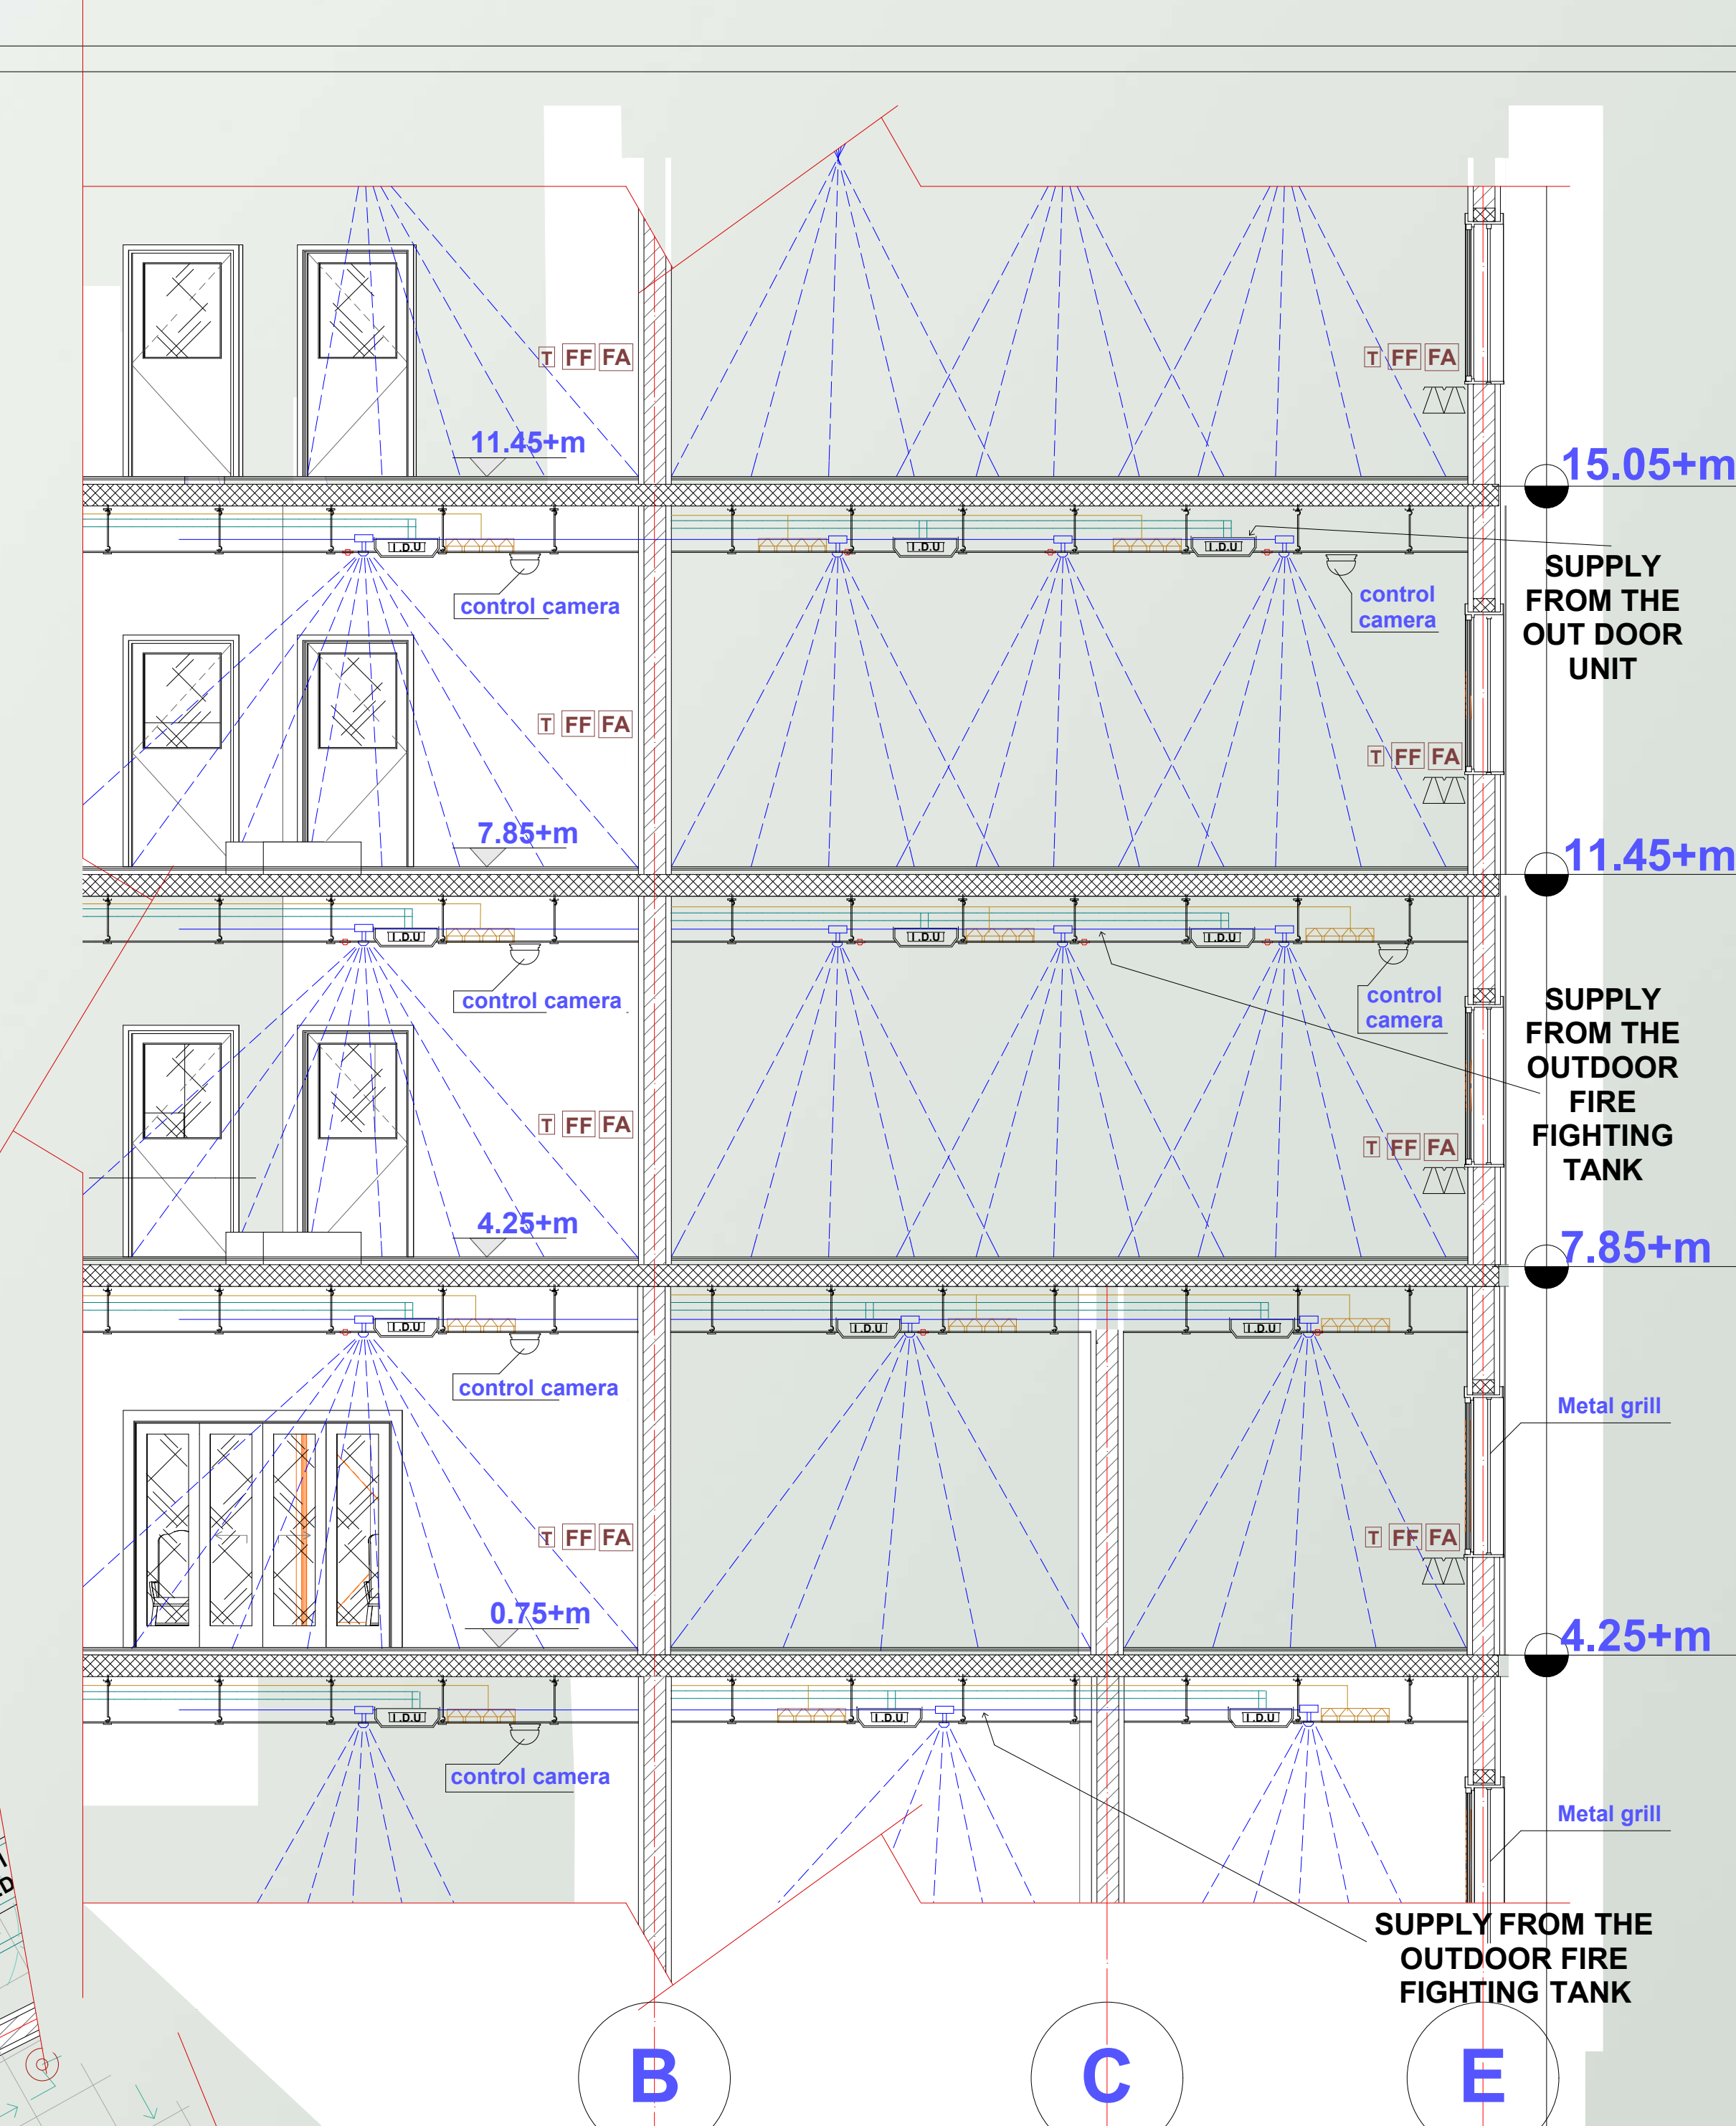 T FF FA
T FF FA
11.45+m
15.05+m
I.D.U
I.D.U
I.D.U
SUPPLY
FROM THE
OUT DOOR
UNIT
control camera
control
camera
T FF FA
T FF FA
7.85+m
11.45+m
I.D.U
I.D.U
I.D.U
control camera
control
camera
SUPPLY
FROM THE
OUTDOOR
FIRE
FIGHTING
TANK
T FF FA
T FF FA
4.25+m
7.85+m
I.D.U
I.D.U
I.D.U
control camera
Metal grill
T FF FA
T FF FA
0.75+m
4.25+m
I.D.U
I.D.U
I.D.U
control camera
Metal grill
SUPPLY FROM THE
OUTDOOR FIRE
FIGHTING TANK
B
C
E